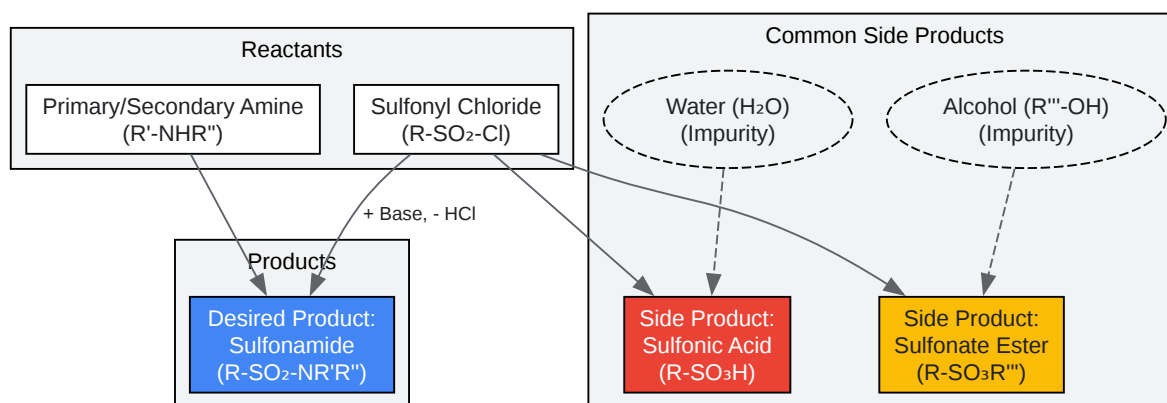 Reactants
Common Side Products
Primary/Secondary Amine
(R'-NHR")
Sulfonyl Chloride
(R-SO₂-Cl)
Water (H₂O)
(Impurity)
Alcohol (R'"-OH)
(Impurity)
+ Base, - HCl
Products
Desired Product:
Sulfonamide
(R-SO₂-NR'R")
Side Product:
Sulfonic Acid
(R-SO₃H)
Side Product:
Sulfonate Ester
(R-SO₃R'")